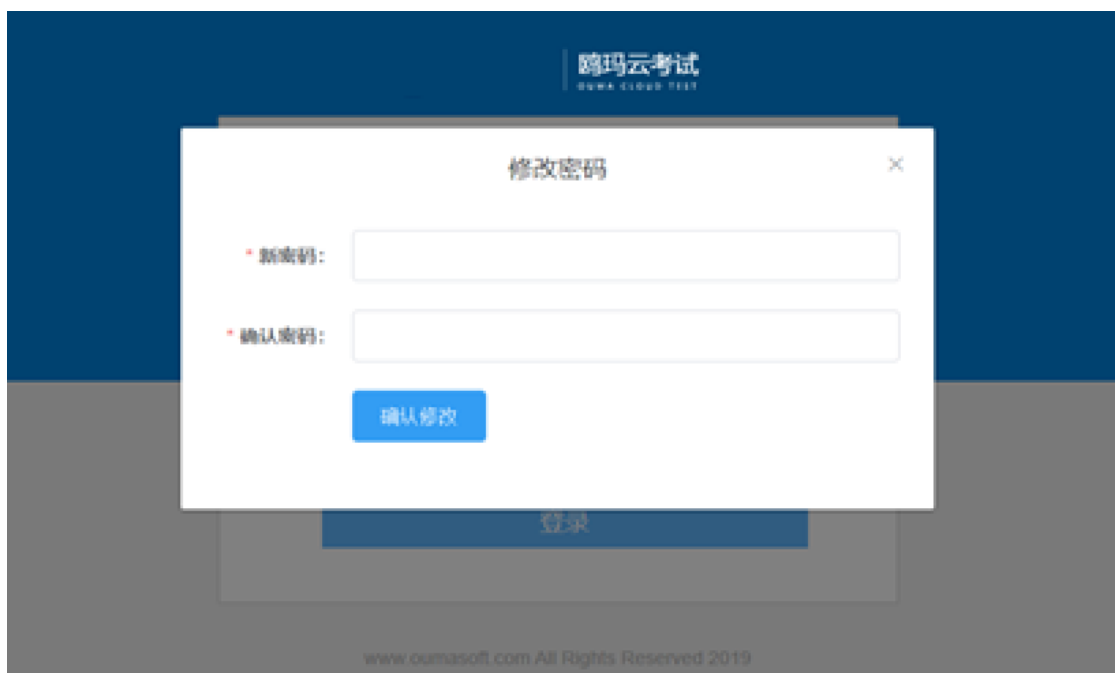 鸥玛云考试
OUMA CLOUD TEST
修改密码
* 新密码：
* 确认密码：
确认修改
登录
www.oumasoft.com All Rights Reserved 2019